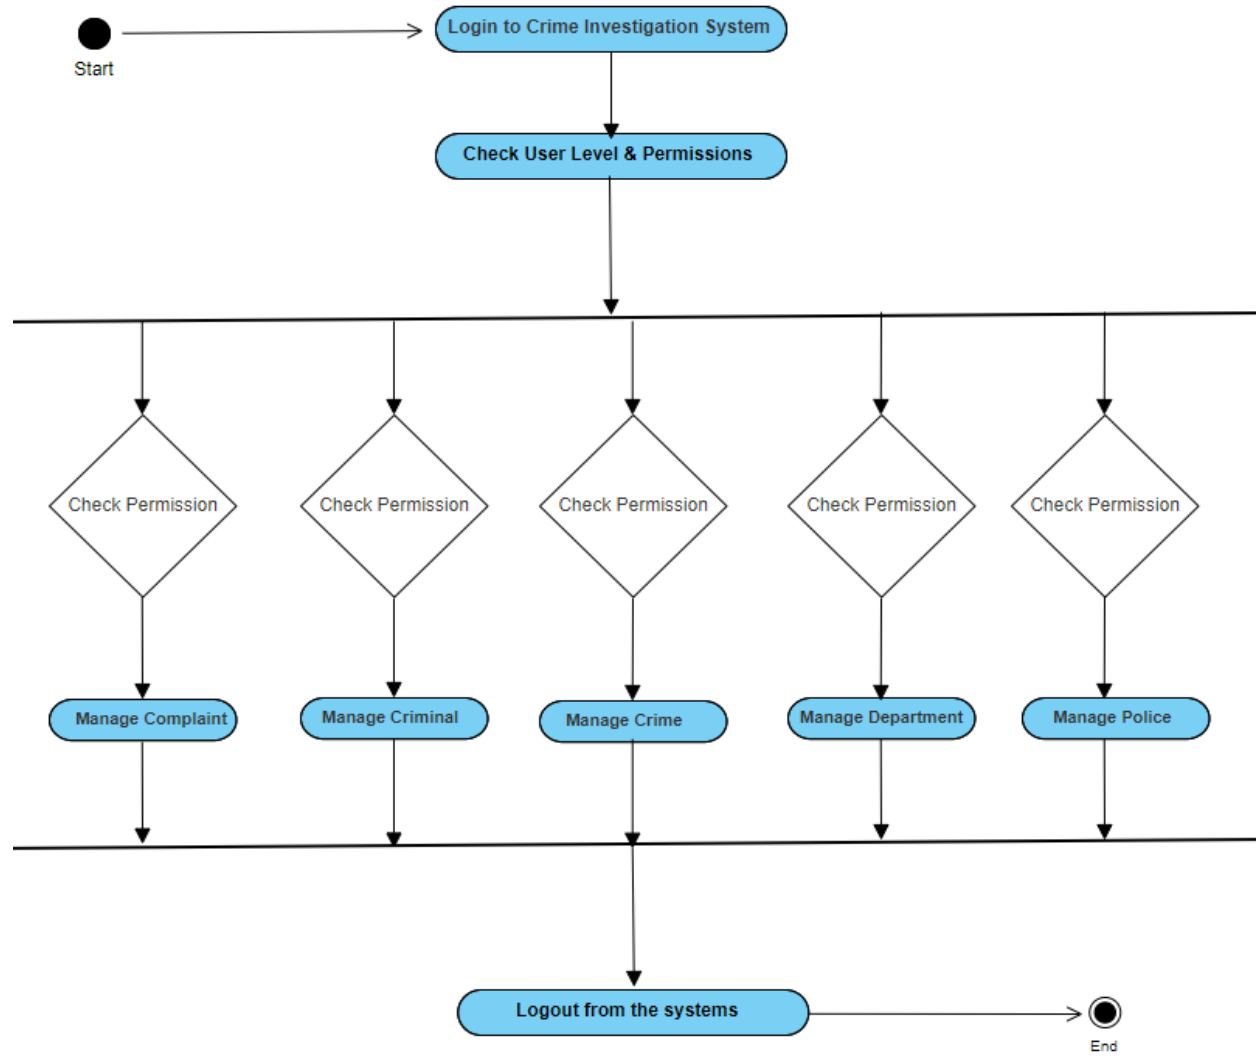 Login to Crime Investigation System
Start
Check User Level & Permissions
Check Permission
Check Permission
Check Permission
Check Permission
Check Permission
Manage Complaint
Manage Criminal
Manage Crime
Manage Department
Manage Police
Logout from the systems
End